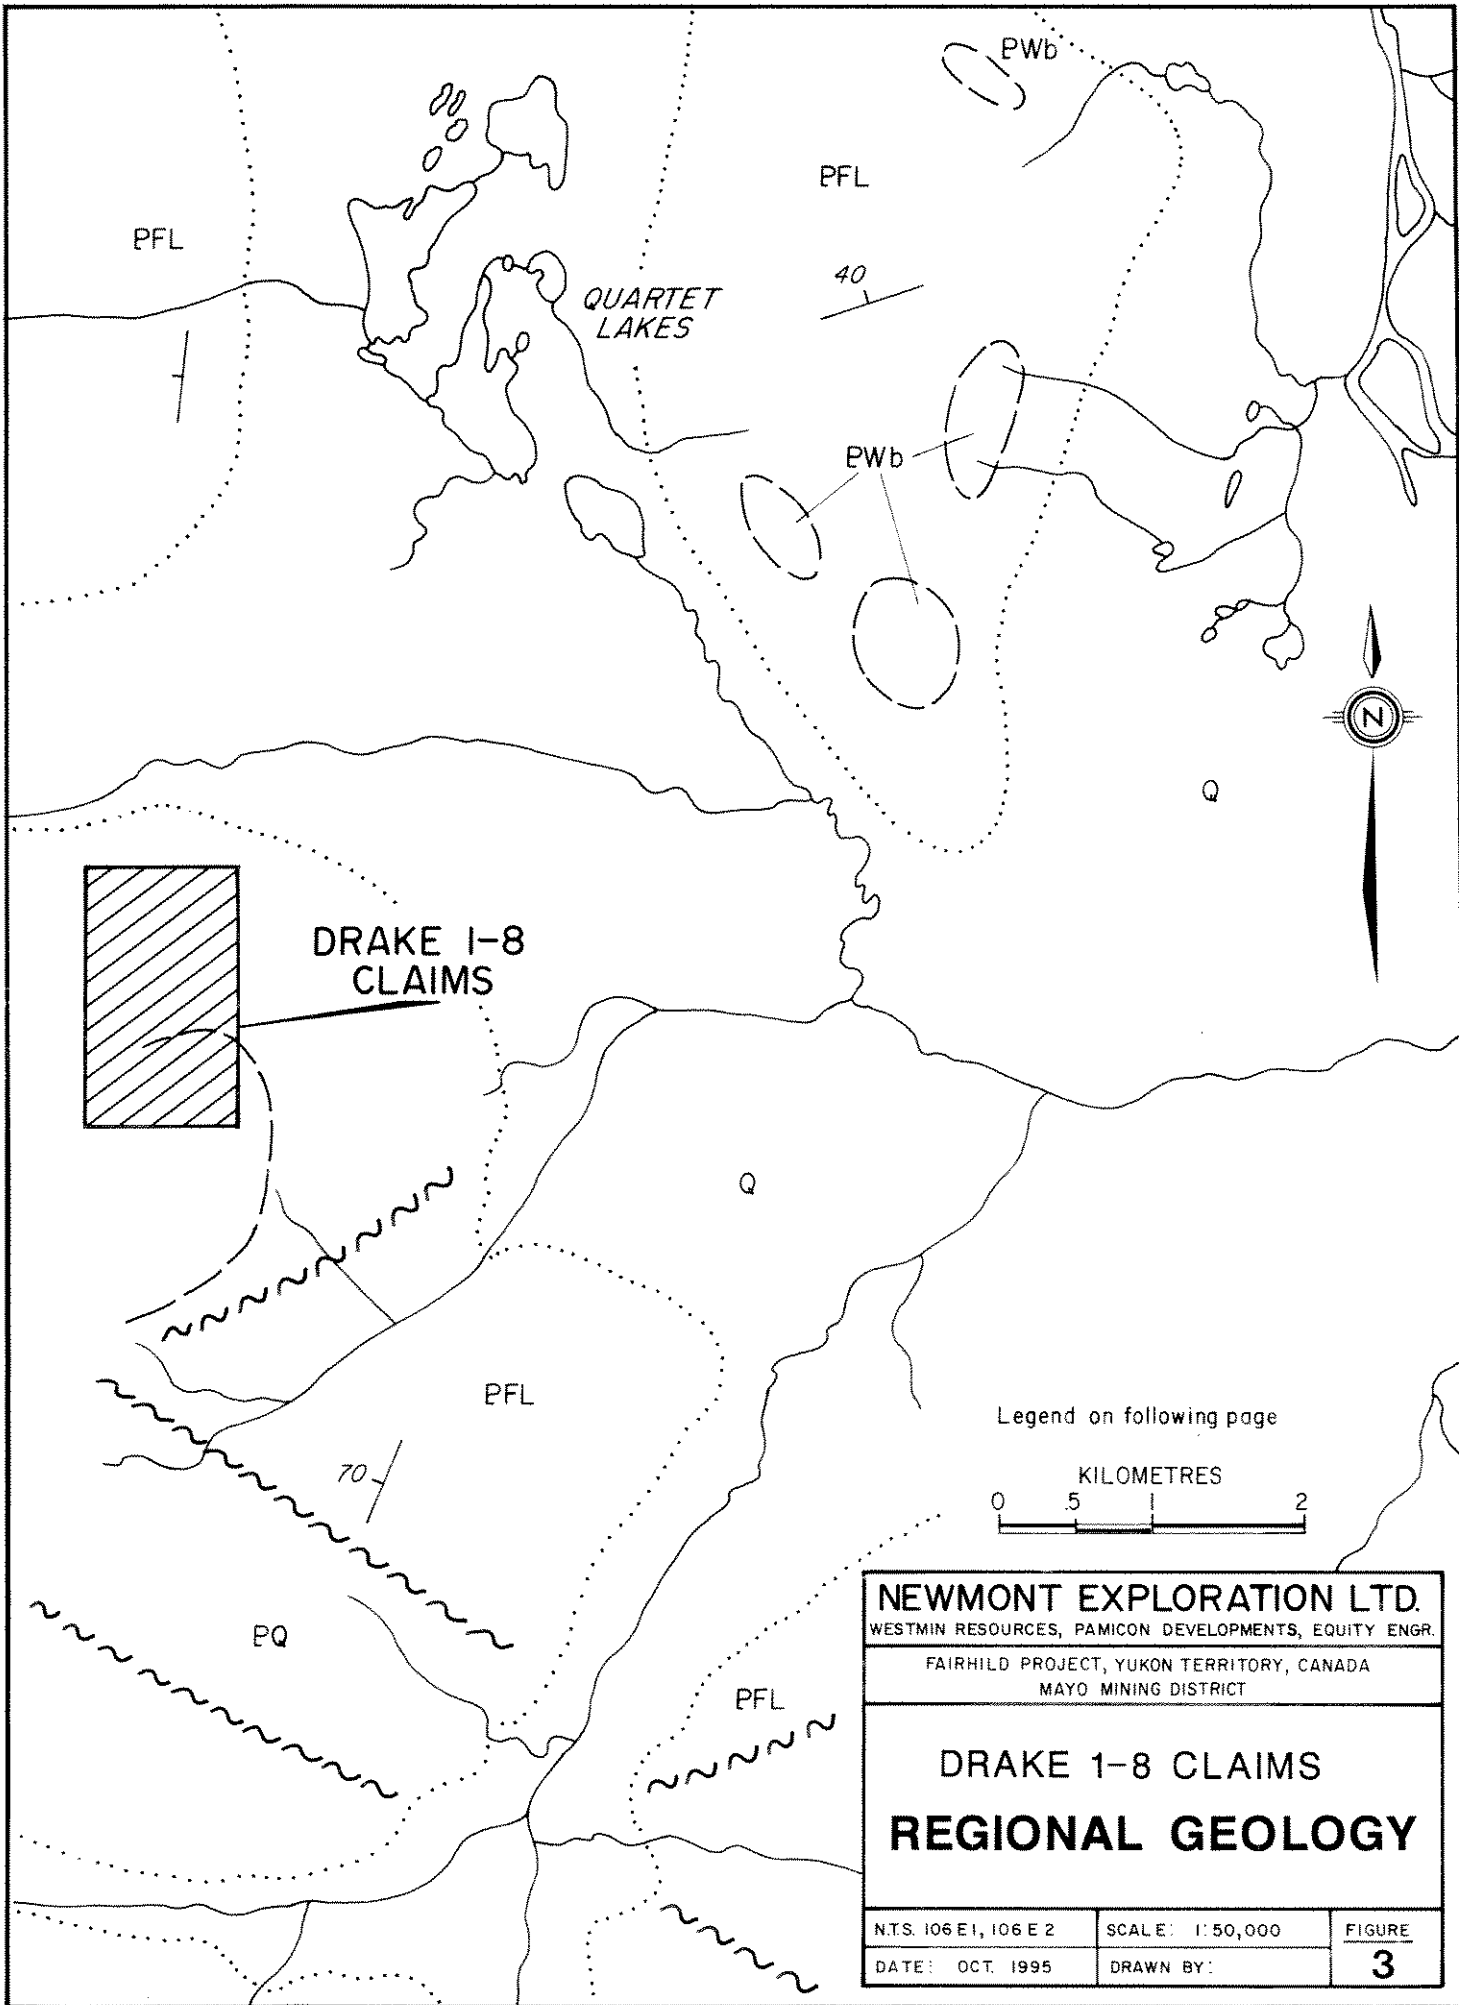 PWb
PFL
PFL
40
QUARTET
LAKES
PWb
N
Q
DRAKE 1-8
CLAIMS
Q
PFL
70
Legend on following page
KILOMETRES
0 .5 1 2
PQ
PFL
NEWMONT EXPLORATION LTD.
WESTMIN RESOURCES, PAMICON DEVELOPMENTS, EQUITY ENGR.
FAIRHILD PROJECT, YUKON TERRITORY, CANADA
MAYO MINING DISTRICT
DRAKE 1-8 CLAIMS
REGIONAL GEOLOGY
N.T.S. 106 E 1, 106 E 2
SCALE: 1:50,000
FIGURE
3
DATE: OCT. 1995
DRAWN BY: